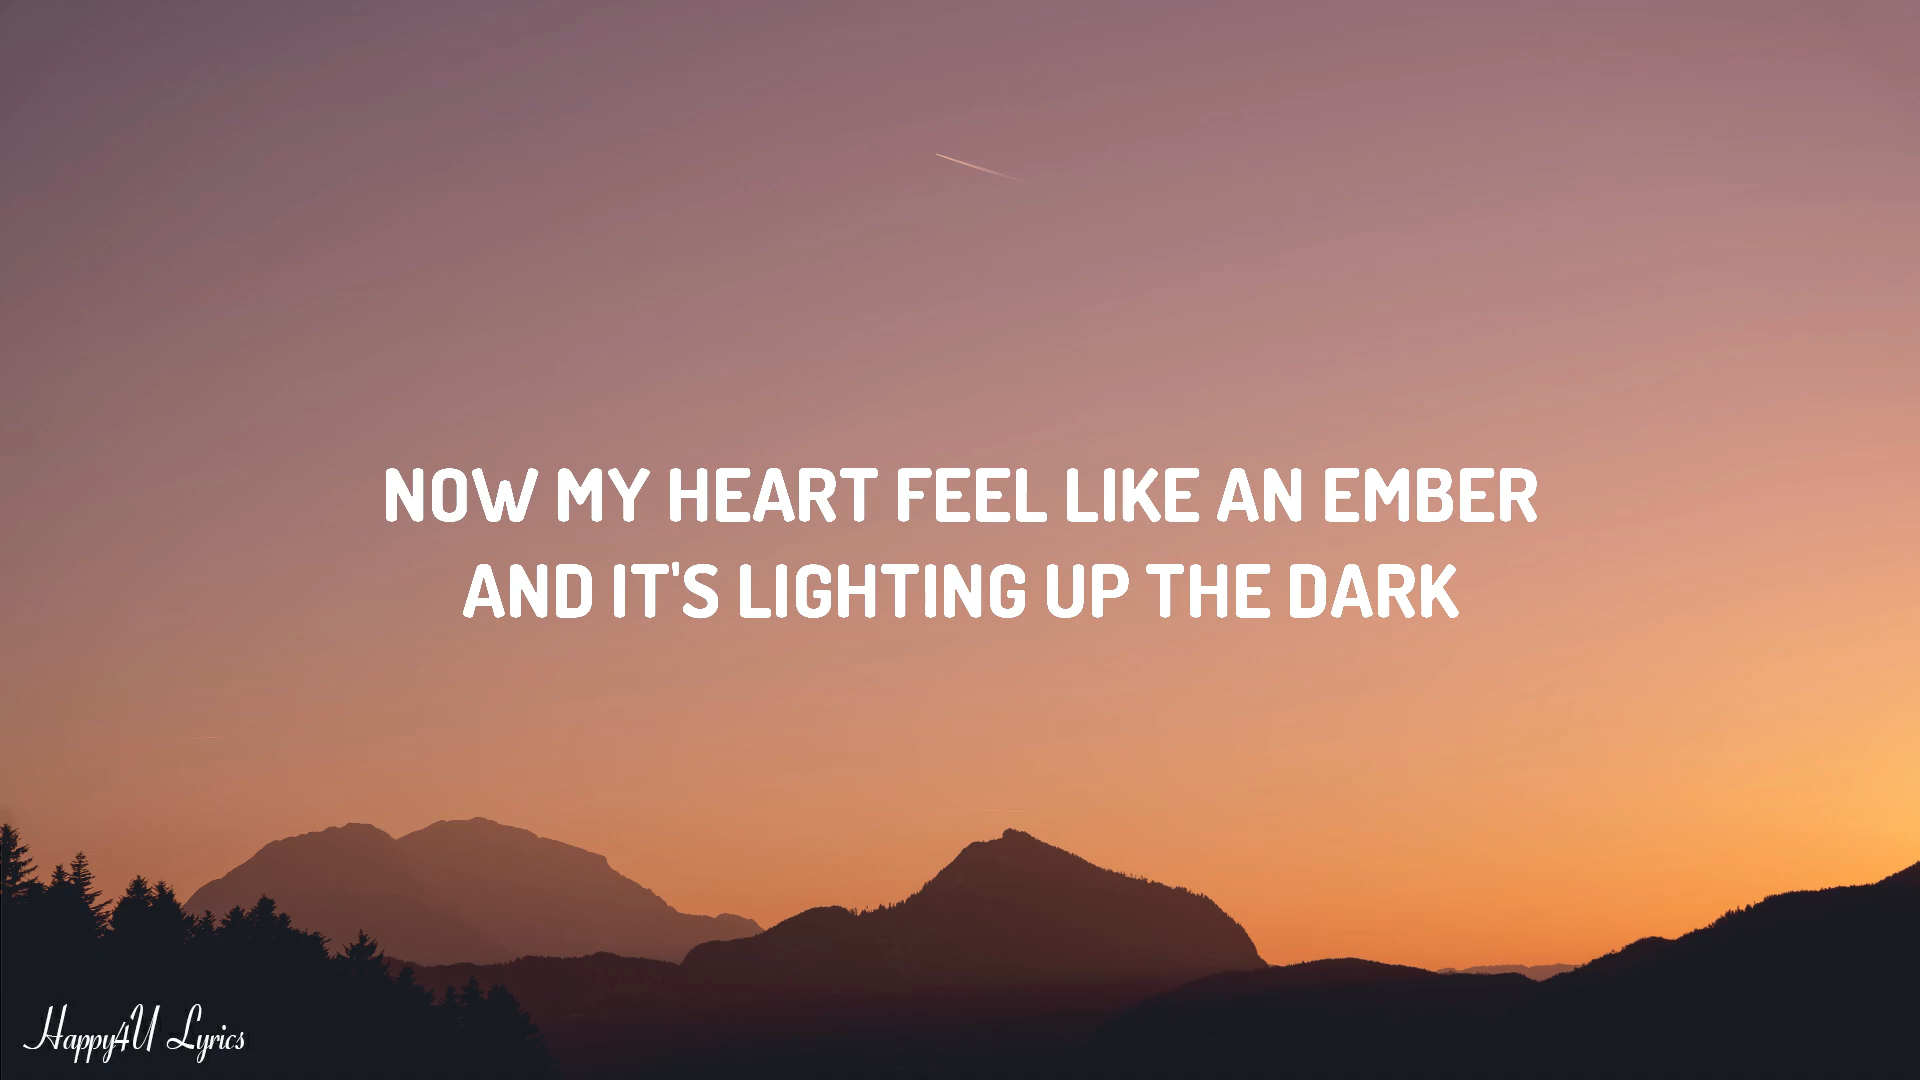 NOW MY HEART FEEL LIKE AN EMBER
AND IT'S LIGHTING UP THE DARK
Happy4U Lyrics